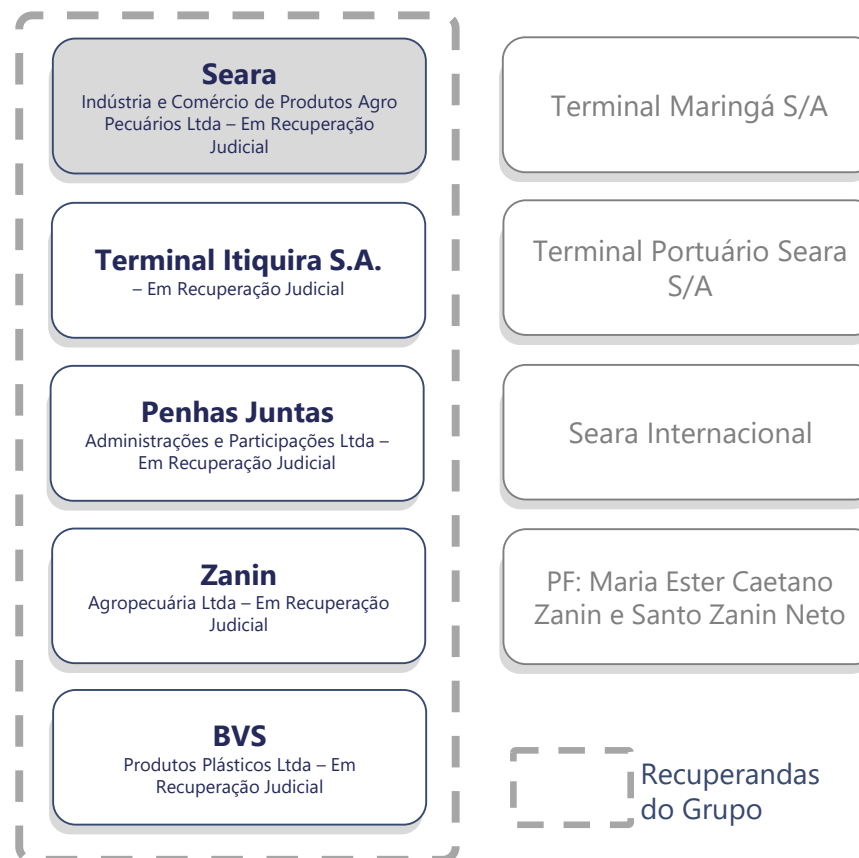 Seara
Indústria e Comércio de Produtos Agro
Pecuários Ltda – Em Recuperação
Judicial
Terminal Itiquira S.A.
– Em Recuperação Judicial
Penhas Juntas
Administrações e Participações Ltda –
Em Recuperação Judicial
Zanin
Agropecuária Ltda – Em Recuperação
Judicial
BVS
Produtos Plásticos Ltda – Em
Recuperação Judicial
Terminal Maringá S/A
Terminal Portuário Seara
S/A
Seara Internacional
PF: Maria Ester Caetano
Zanin e Santo Zanin Neto
Recuperandas
do Grupo